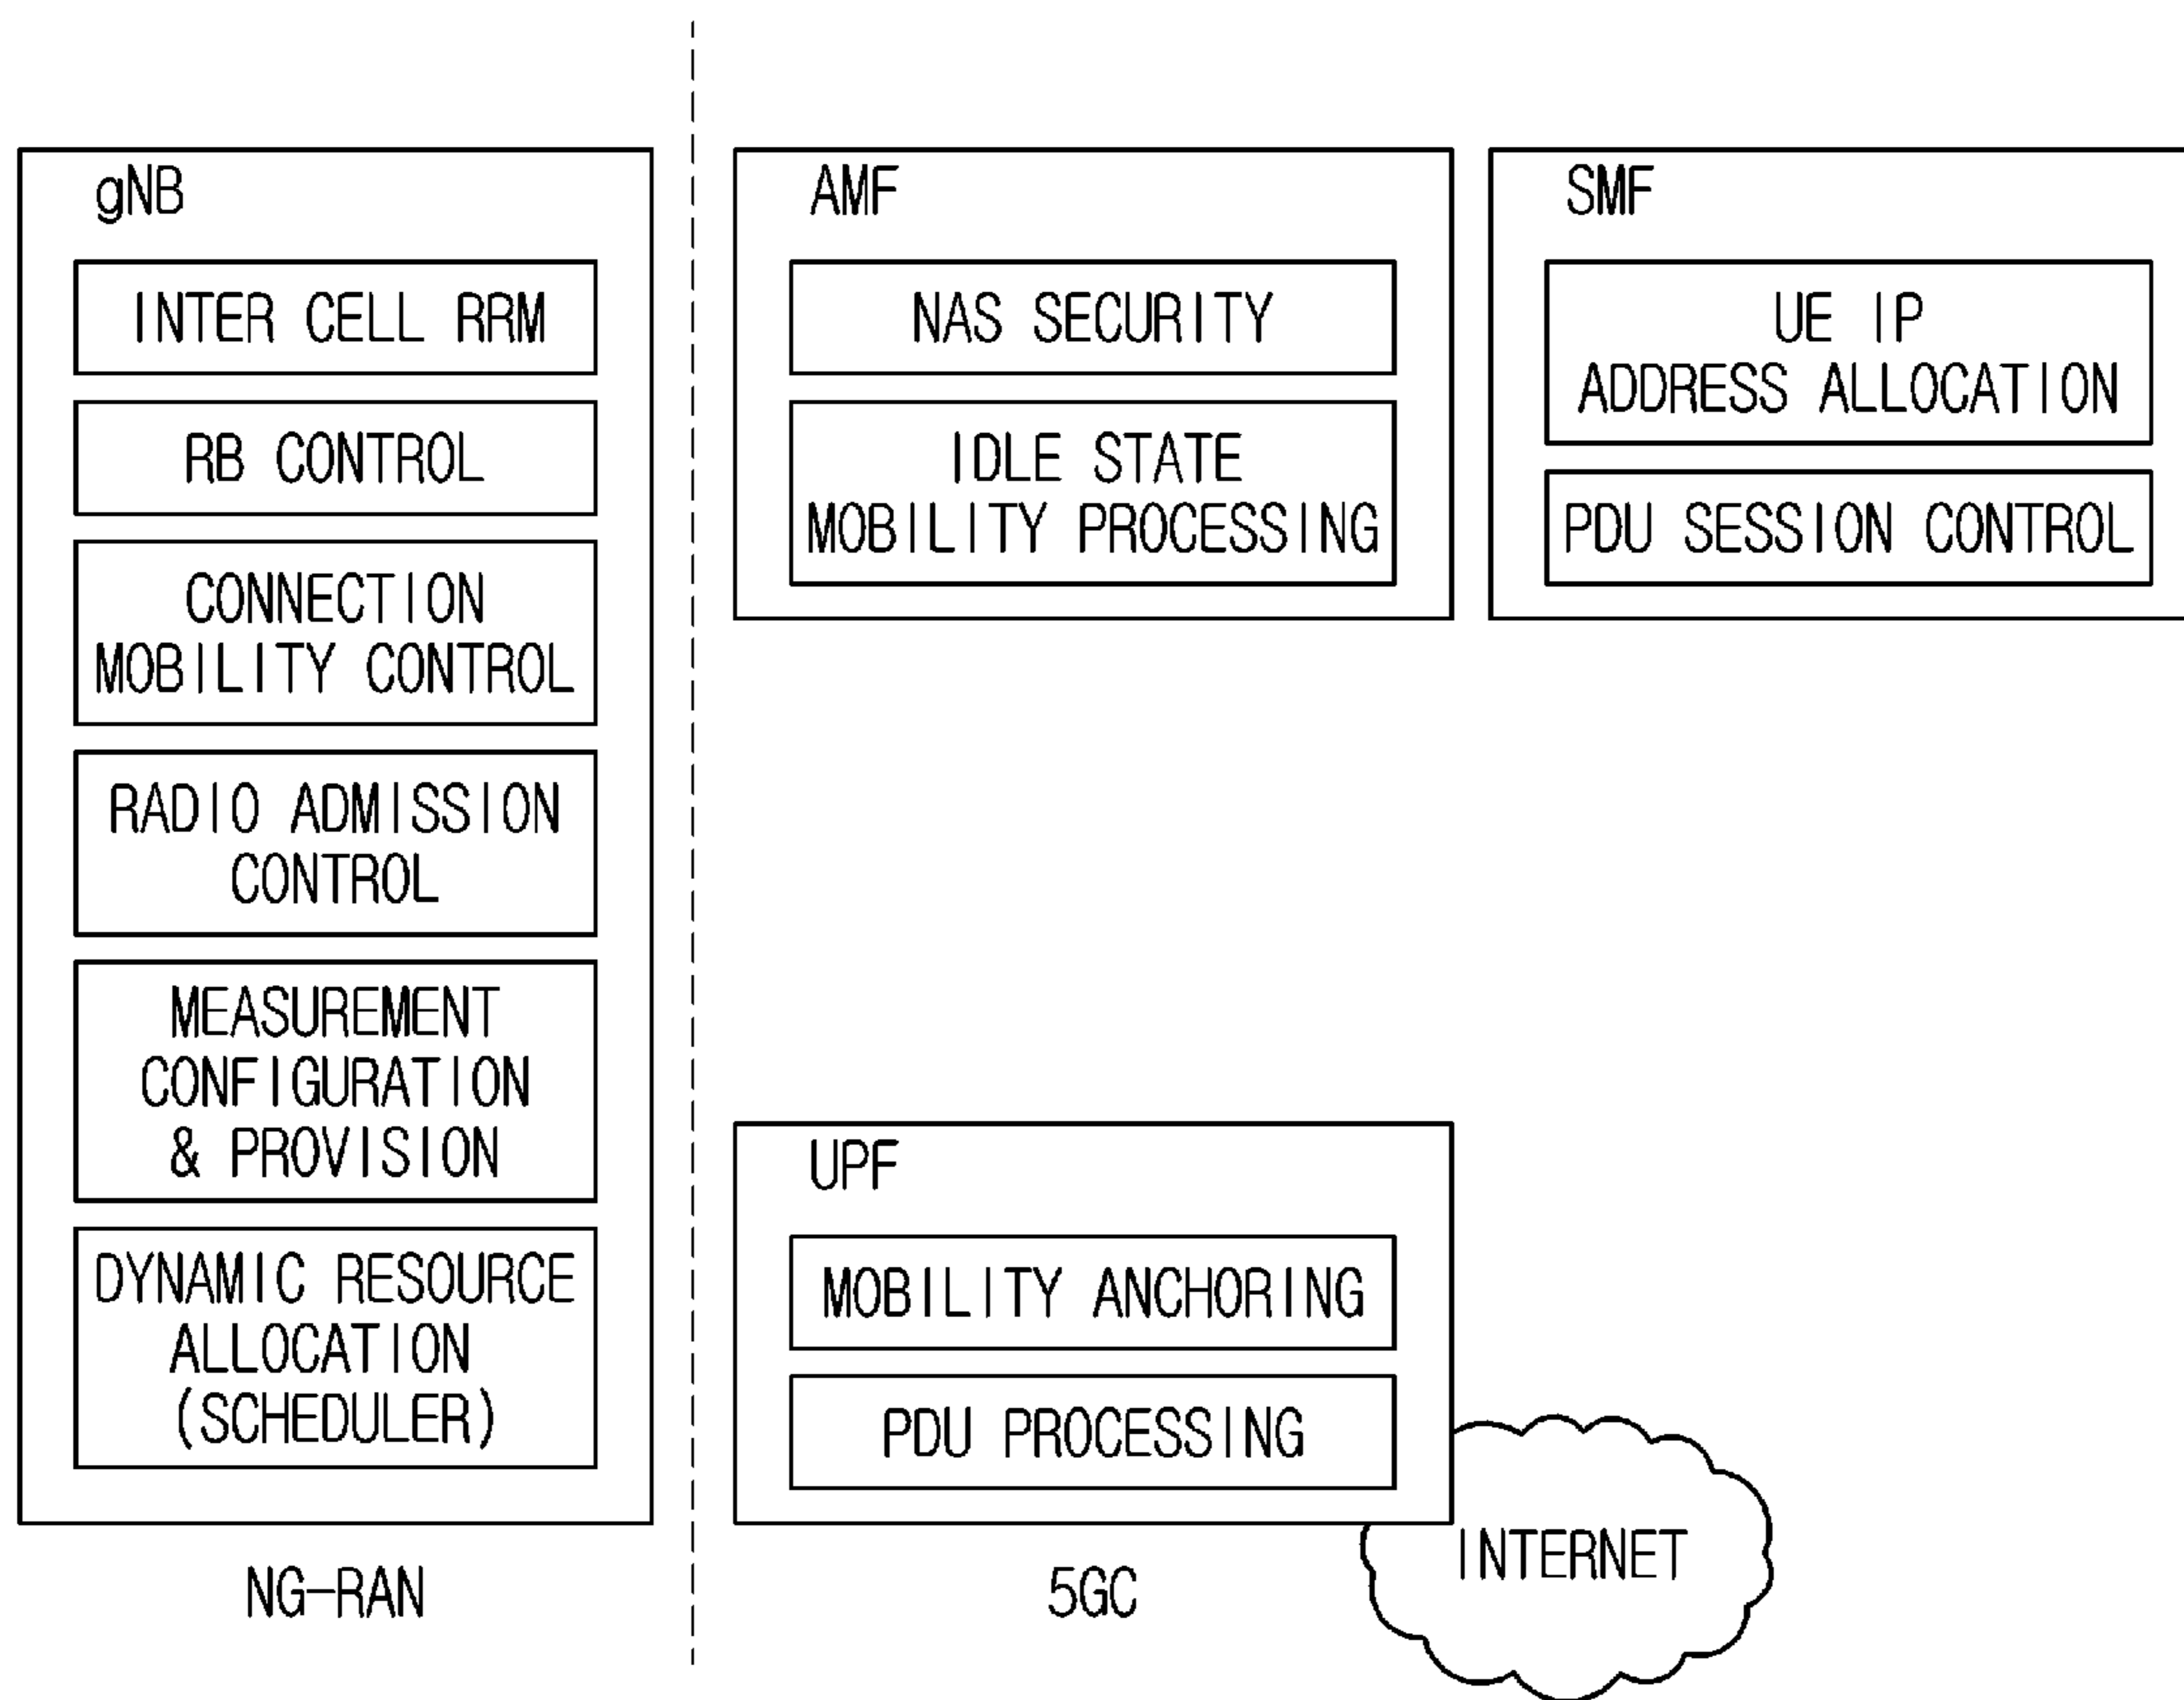 gNB
INTER CELL RRM
RB CONTROL
CONNECTION
MOBILITY CONTROL
RADIO ADMISSION
CONTROL
MEASUREMENT
CONFIGURATION
& PROVISION
DYNAMIC RESOURCE
ALLOCATION
(SCHEDULER)
NG-RAN
AMF
NAS SECURITY
IDLE STATE
MOBILITY PROCESSING
SMF
UE IP
ADDRESS ALLOCATION
PDU SESSION CONTROL
UPF
MOBILITY ANCHORING
PDU PROCESSING
5GC
INTERNET